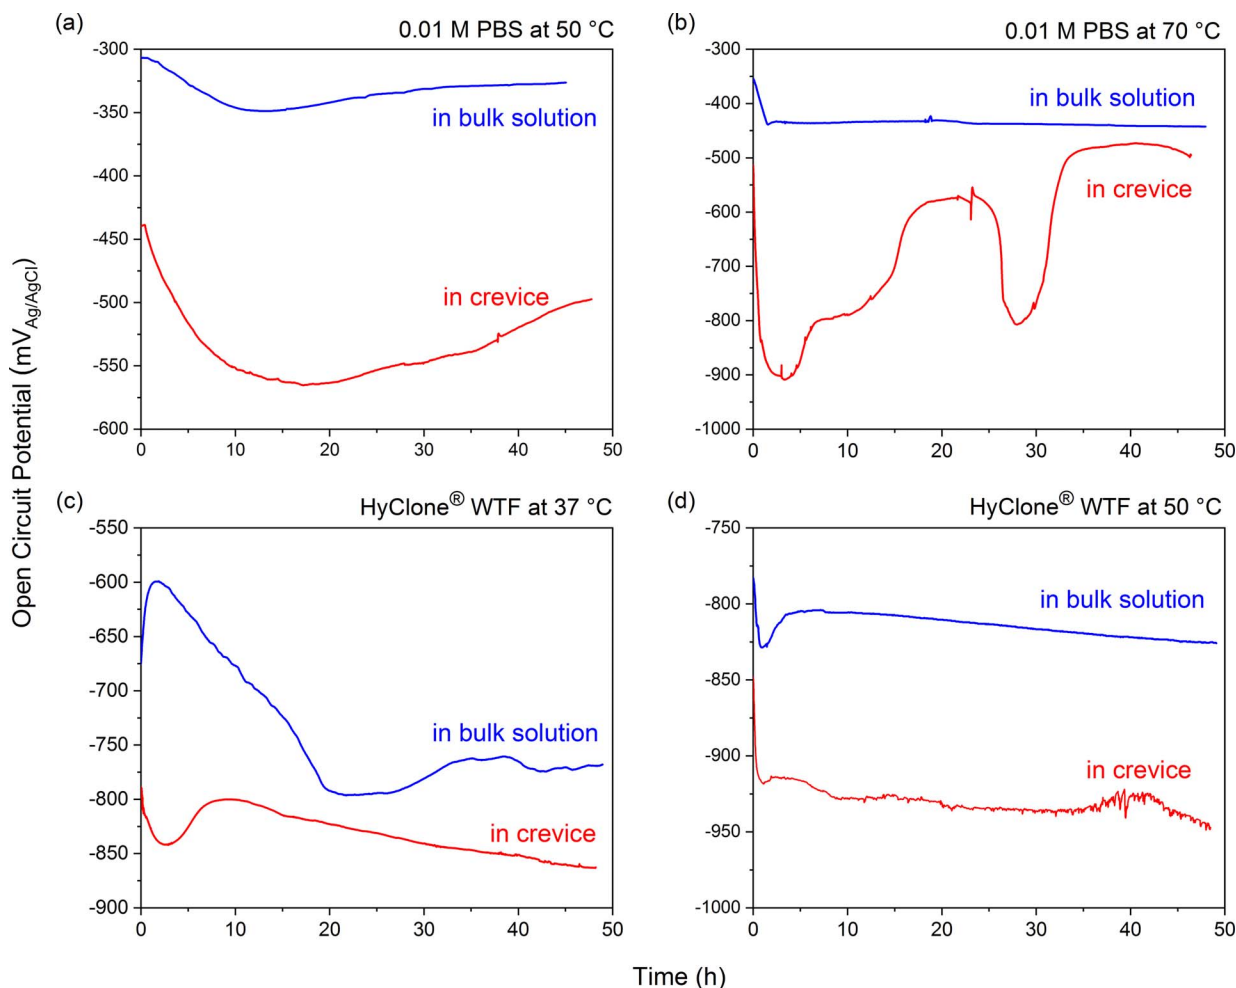 (a)
0.01 M PBS at 50 °C
-300
-350
-400
-450
-500
-550
-600
0 10 20 30 40 50
in bulk solution
in crevice
(b)
0.01 M PBS at 70 °C
-300
-400
-500
-600
-700
-800
-900
-1000
0 10 20 30 40 50
in bulk solution
in crevice
Open Circuit Potential (mV Ag/AgCl)
(c)
HyClone® WTF at 37 °C
-550
-600
-650
-700
-750
-800
-850
-900
0 10 20 30 40 50
in bulk solution
in crevice
(d)
HyClone® WTF at 50 °C
-750
-800
-850
-900
-950
-1000
0 10 20 30 40 50
in bulk solution
in crevice
Time (h)